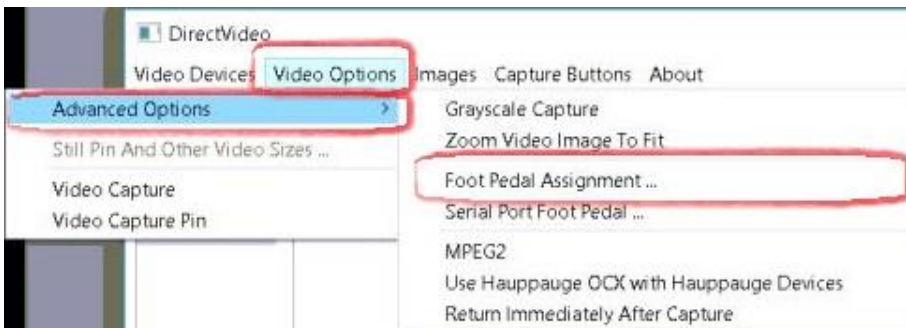 DirectVideo
Video Devices Video Options Images Capture Buttons About
Advanced Options >
Still Pin And Other Video Sizes ...
Video Capture
Video Capture Pin
Grayscale Capture
Zoom Video Image To Fit
Foot Pedal Assignment ...
Serial Port Foot Pedal ...
MPEG2
Use Hauppauge OCX with Hauppauge Devices
Return Immediately After Capture